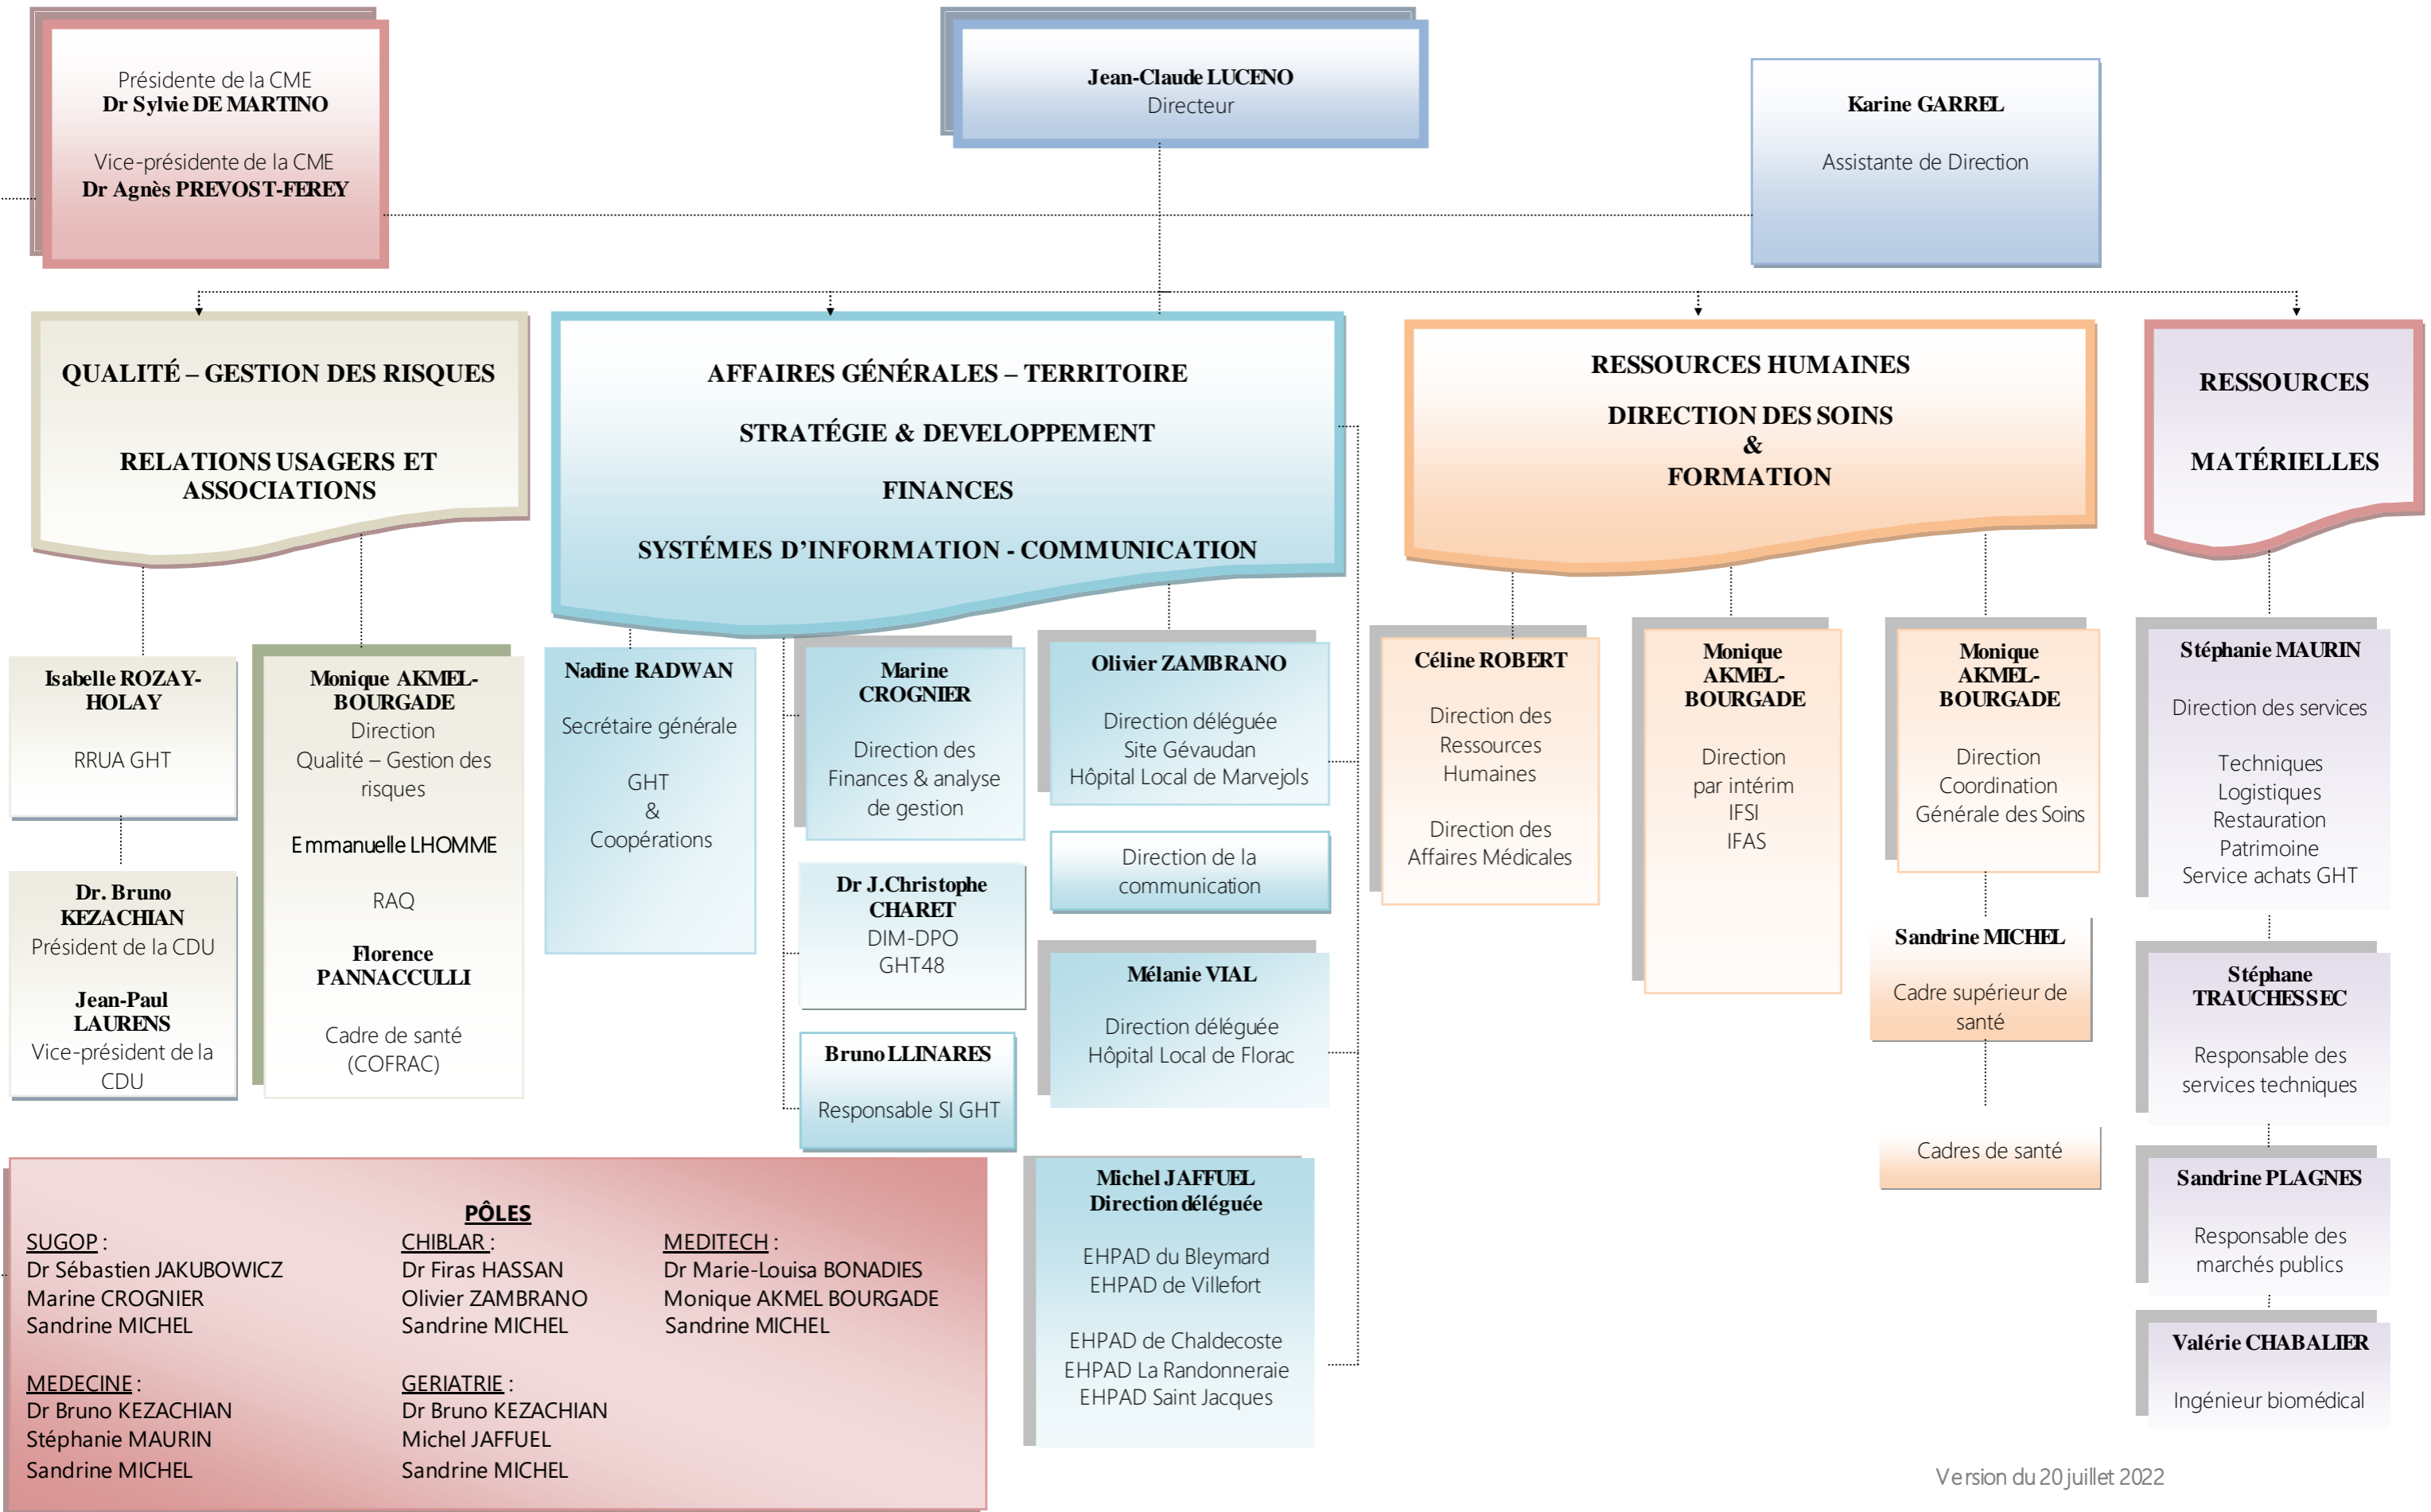 Présidente de la CME
Dr Sylvie DE MARTINO
Vice-présidente de la CME
Dr Agnès PREVOST-FEREY
Jean-Claude LUCENO
Directeur
Karine GARREL
Assistante de Direction
QUALITÉ – GESTION DES RISQUES
RELATIONS USAGERS ET
ASSOCIATIONS
AFFAIRES GÉNÉRALES – TERRITOIRE
STRATÉGIE & DEVELOPPEMENT
FINANCES
SYSTÉMES D’INFORMATION - COMMUNICATION
RESSOURCES HUMAINES
DIRECTION DES SOINS
&
FORMATION
RESSOURCES
MATÉRIELLES
Isabelle ROZAY-
HOLAY
RRUA GHT
Dr. Bruno
KEZACHIAN
Président de la CDU
Jean-Paul
LAURENS
Vice-président de la
CDU
Monique AKMEL-
BOURGADE
Direction
Qualité – Gestion des
risques
Emmanuelle LHOMME
RAQ
Florence
PANNACCULLI
Cadre de santé
(COFRAC)
Nadine RADWAN
Secrétaire générale
GHT
&
Coopérations
Marine
CROGNIER
Direction des
Finances & analyse
de gestion
Dr J.Christophe
CHARET
DIM-DPO
GHT48
Bruno LLINARES
Responsable SI GHT
Olivier ZAMBRANO
Direction déléguée
Site Gévaudan
Hôpital Local de Marvejols
Direction de la
communication
Mélanie VIAL
Direction déléguée
Hôpital Local de Florac
Michel JAFFUEL
Direction déléguée
EHPAD du Bleymard
EHPAD de Villefort
EHPAD de Chaldecoste
EHPAD La Randonneraie
EHPAD Saint Jacques
Céline ROBERT
Direction des
Ressources
Humaines
Direction des
Affaires Médicales
Monique
AKMEL-
BOURGADE
Direction
par intérim
IFSI
IFAS
Monique
AKMEL-
BOURGADE
Direction
Coordination
Générale des Soins
Sandrine MICHEL
Cadre supérieur de
santé
Cadres de santé
Stéphanie MAURIN
Direction des services
Techniques
Logistiques
Restauration
Patrimoine
Service achats GHT
Stéphane
TRAUCHESSEC
Responsable des
services techniques
Sandrine PLAGNES
Responsable des
marchés publics
Valérie CHABALIER
Ingénieur biomédical
PÔLES
SUGOP :
Dr Sébastien JAKUBOWICZ
Marine CROGNIER
Sandrine MICHEL
CHIBLAR :
Dr Firas HASSAN
Olivier ZAMBRANO
Sandrine MICHEL
MEDITECH :
Dr Marie-Louisa BONADIES
Monique AKMEL BOURGADE
Sandrine MICHEL
MEDECINE :
Dr Bruno KEZACHIAN
Stéphanie MAURIN
Sandrine MICHEL
GERIATRIE :
Dr Bruno KEZACHIAN
Michel JAFFUEL
Sandrine MICHEL
Version du 20 juillet 2022